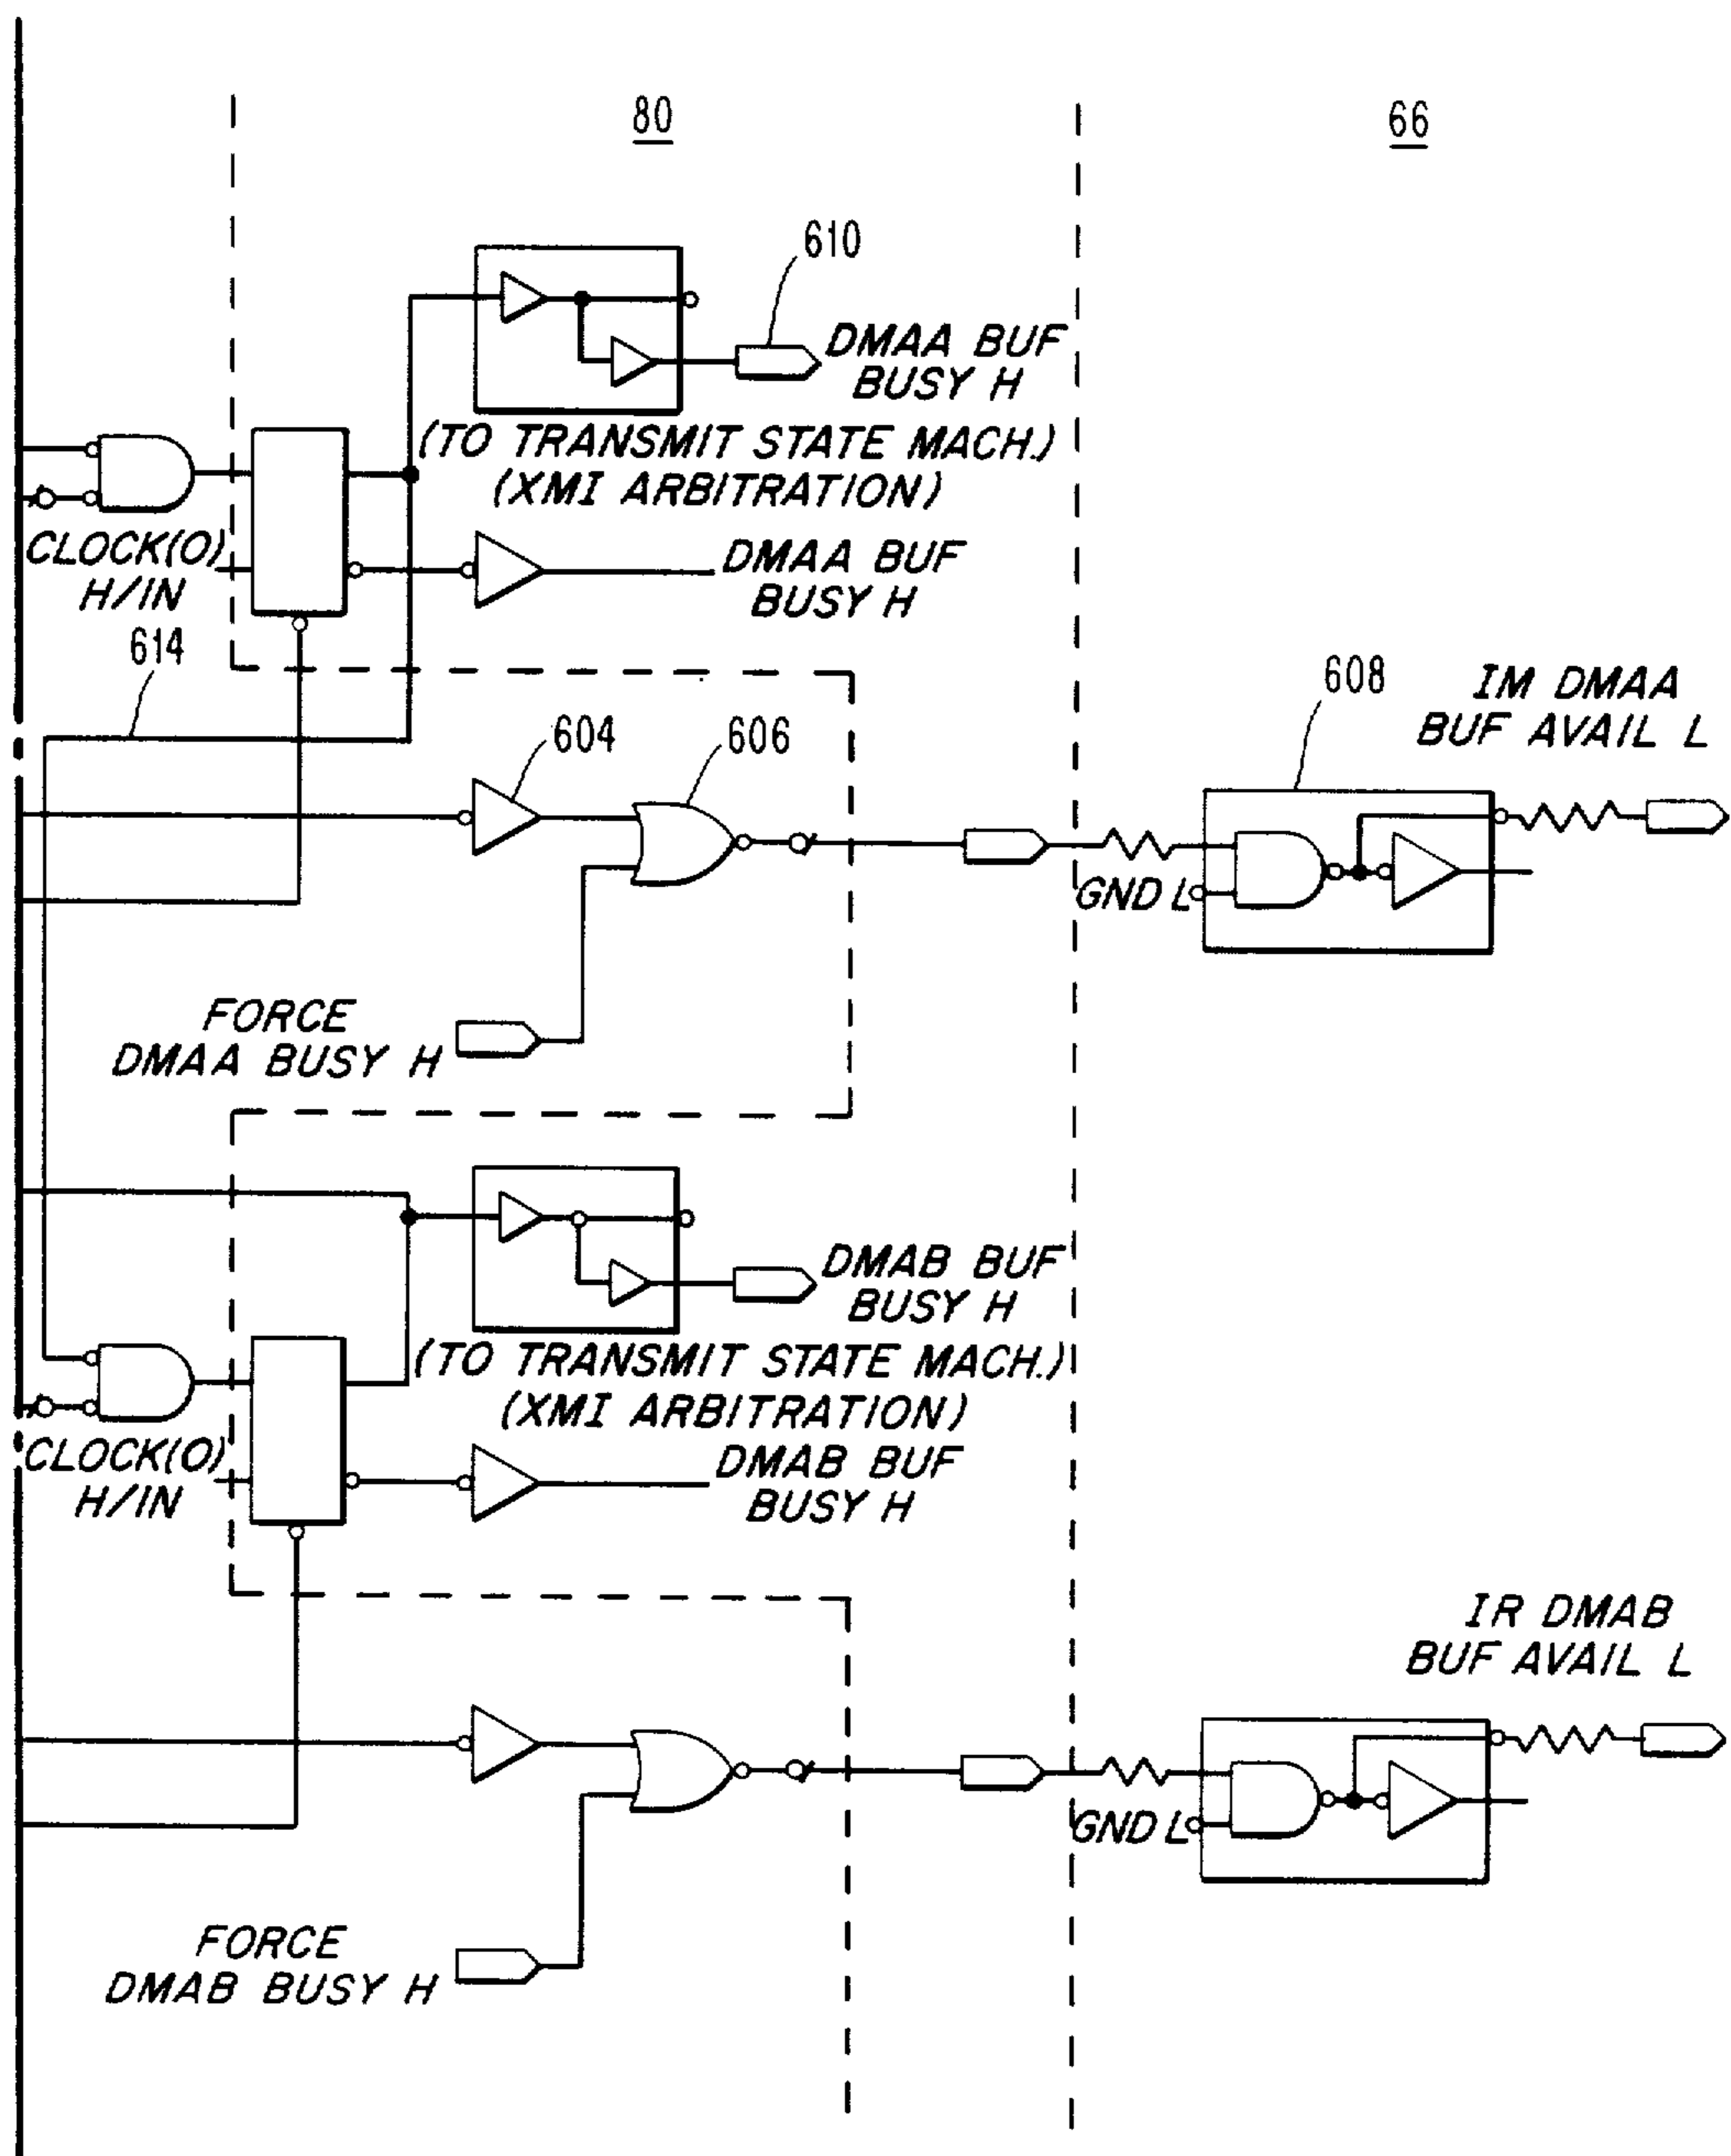 80
66
610
DMAA BUF
BUSY H
(TO TRANSMIT STATE MACH.)
(XMI ARBITRATION)
CLOCK(0)
H/IN
DMAA BUF
BUSY H
614
604
606
608
IM DMAA
BUF AVAIL L
GND L
FORCE
DMAA BUSY H
DMAB BUF
BUSY H
(TO TRANSMIT STATE MACH.)
(XMI ARBITRATION)
CLOCK(0)
H/IN
DMAB BUF
BUSY H
IR DMAB
BUF AVAIL L
GND L
FORCE
DMAB BUSY H